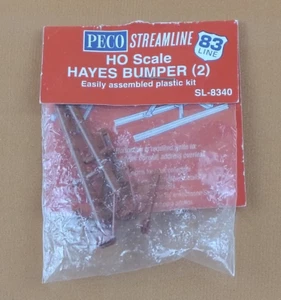 PECO STREAMLINE
83
LINE
HO Scale
HAYES BUMPER (2)
Easily assembled plastic kit
SL-8340